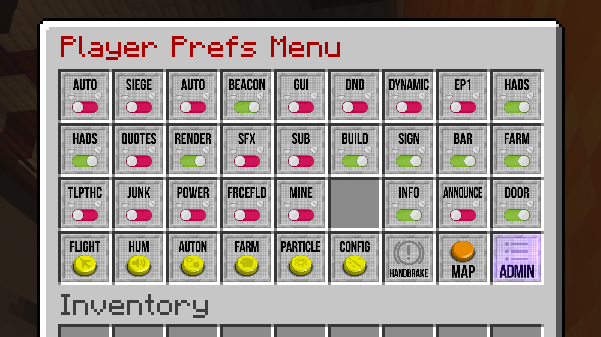 Player Prefs Menu
AUTO SIEGE AUTO BEACON GUI DND DYNAMIC EP1 HADS
HADS QUOTES RENDER SFX SUB BUILD SIGN BAR FARM
TLPTHC JUNK POWER FRCEFLD MINE INFO ANNOUNCE DOOR
FLIGHT HUM AUTON FARM PARTICLE CONFIG HANDBRAKE MAP ADMIN
Inventory